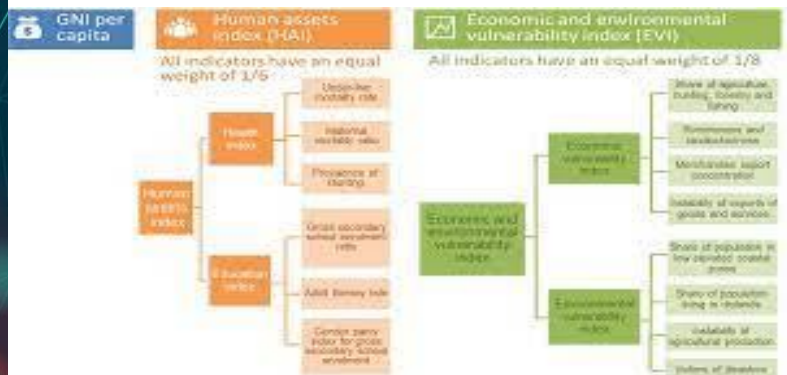 GNI per
capita
Human assets
index (HAI)
Economic and environmental
vulnerability index (EVI)
All indicators have an equal
weight of 1/6
All indicators have an equal weight of 1/8
Human
assets
index
Health
index
Under-five
mortality rate
Maternal
mortality ratio
Prevalence of
stunting
Education
index
Gross secondary
school enrolment
ratio
Adult literacy rate
Gender parity
index for gross
secondary school
enrolment
Economic and
environmental
vulnerability
index
Economic
vulnerability
index
Share of agriculture,
hunting, forestry and
fishing
Remoteness and
landlockedness
Merchandise export
concentration
Instability of exports of
goods and services
Environmental
vulnerability
index
Share of population in
low elevated coastal
zones
Share of population
living in drylands
Instability of
agricultural production
Victims of disasters